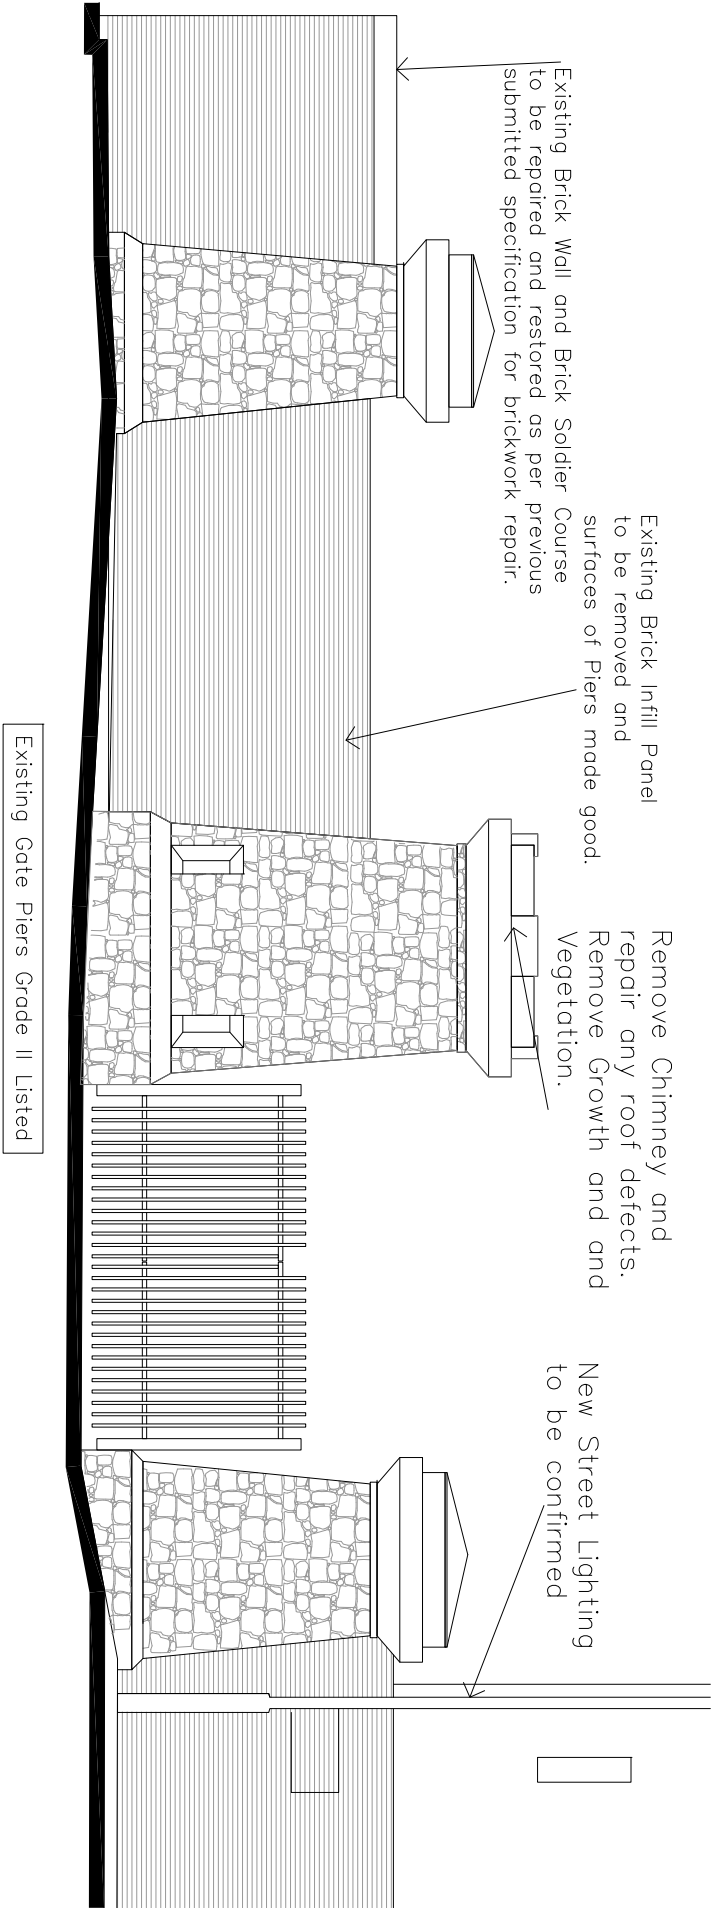 Existing Brick Wall and Brick Soldier Course
to be repaired and restored as per previous
submitted specification for brickwork repair.
Existing Brick Infill Panel
to be removed and
surfaces of Piers made good.
Remove Chimney and
repair any roof defects.
Remove Growth and and
Vegetation.
New Street Lighting
to be confirmed
Existing Gate Piers Grade II Listed